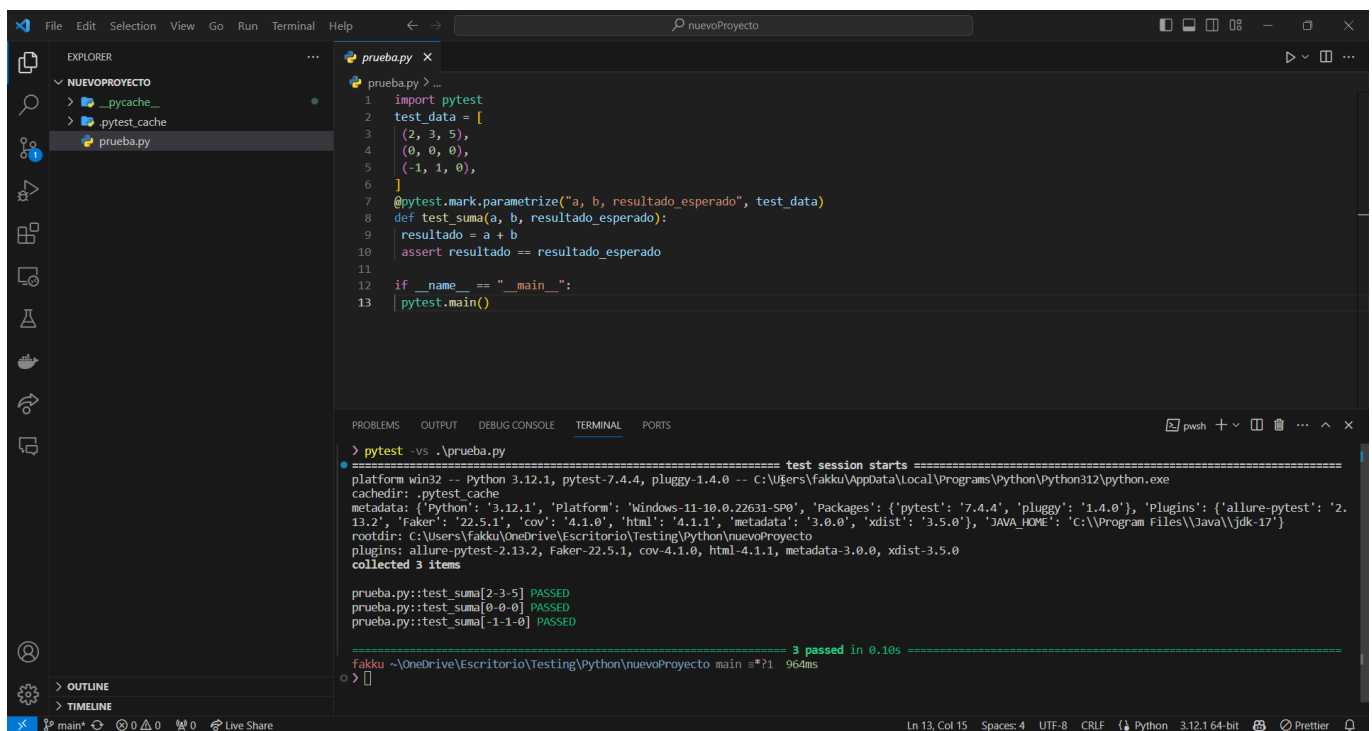 File Edit Selection View Go Run Terminal Help
nuevoProyecto
EXPLORER
NUEVOPROYECTO
__pycache__
.pytest_cache
prueba.py
OUTLINE
TIMELINE
prueba.py
prueba.py > ...
1 import pytest
2 test_data = [
3 (2, 3, 5),
4 (0, 0, 0),
5 (-1, 1, 0),
6 ]
7 @pytest.mark.parametrize("a, b, resultado_esperado", test_data)
8 def test_suma(a, b, resultado_esperado):
9 resultado = a + b
10 assert resultado == resultado_esperado
11
12 if __name__ == "__main__":
13 pytest.main()
PROBLEMS OUTPUT DEBUG CONSOLE TERMINAL PORTS
pwsh
> pytest -vs .\prueba.py
test session starts
platform win32 -- Python 3.12.1, pytest-7.4.4, pluggy-1.4.0 -- C:\Users\fakku\AppData\Local\Programs\Python\Python312\python.exe
cachedir: .pytest_cache
metadata: {'Python': '3.12.1', 'Platform': 'Windows-11-10.0.22631-SP0', 'Packages': {'pytest': '7.4.4', 'pluggy': '1.4.0'}, 'Plugins': {'allure-pytest': '2.
13.2', 'Faker': '22.5.1', 'cov': '4.1.0', 'html': '4.1.1', 'metadata': '3.0.0', 'xdist': '3.5.0'}, 'JAVA_HOME': 'C:\\Program Files\\Java\\jdk-17'}
rootdir: C:\Users\fakku\OneDrive\Escritorio\Testing\Python\nuevoProyecto
plugins: allure-pytest-2.13.2, Faker-22.5.1, cov-4.1.0, html-4.1.1, metadata-3.0.0, xdist-3.5.0
collected 3 items
prueba.py::test_suma[2-3-5] PASSED
prueba.py::test_suma[0-0-0] PASSED
prueba.py::test_suma[-1-1-0] PASSED
3 passed in 0.10s
fakku ~\OneDrive\Escritorio\Testing\Python\nuevoProyecto main ≡*?1 964ms
>
main* 0 0 0 Live Share
Ln 13, Col 15 Spaces: 4 UTF-8 CRLF Python 3.12.1 64-bit Prettier